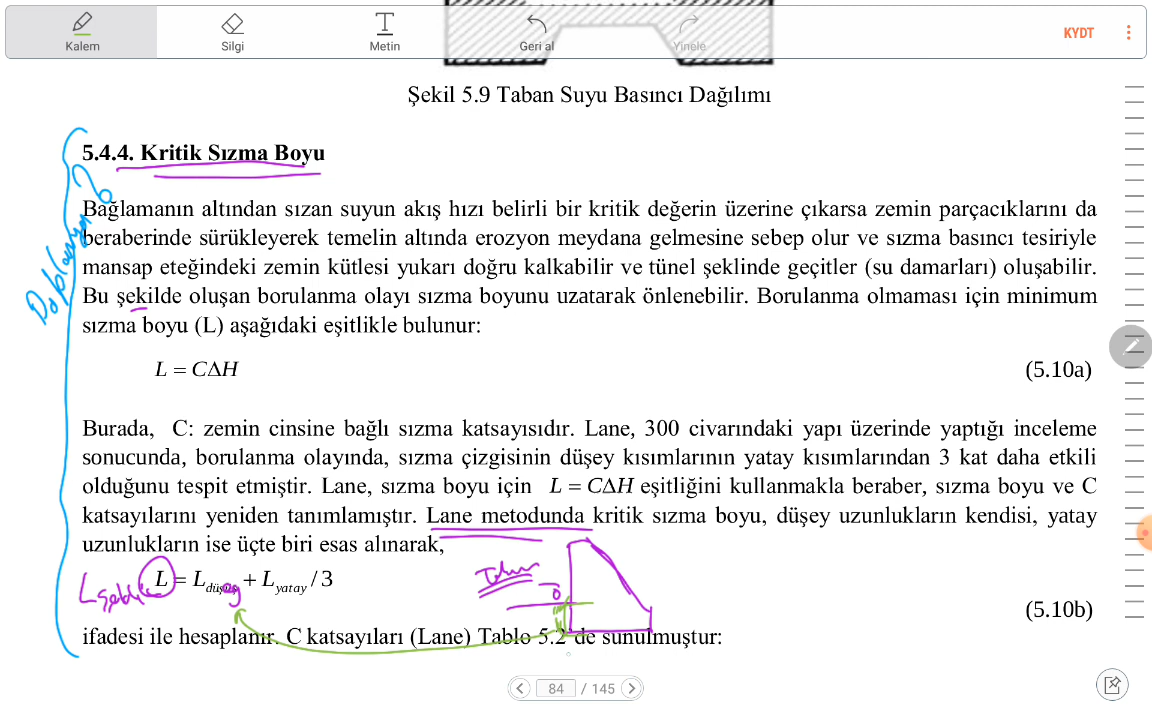 Kalem
Silgi
Metin
Geri al
Yinele
KYDT
Şekil 5.9 Taban Suyu Basıncı Dağılımı
5.4.4. Kritik Sızma Boyu
Bağlamanın altından sızan suyun akış hızı belirli bir kritik değerin üzerine çıkarsa zemin parçacıklarını da
beraberinde sürükleyerek temelin altında erozyon meydana gelmesine sebep olur ve sızma basıncı tesiriyle
mansap eteğindeki zemin kütlesi yukarı doğru kalkabilir ve tünel şeklinde geçitler (su damarları) oluşabilir.
Bu şekilde oluşan borulanma olayı sızma boyunu uzatarak önlenebilir. Borulanma olmaması için minimum
sızma boyu (L) aşağıdaki eşitlikle bulunur:
L = CΔH (5.10a)
Burada, C: zemin cinsine bağlı sızma katsayısıdır. Lane, 300 civarındaki yapı üzerinde yaptığı inceleme
sonucunda, borulanma olayında, sızma çizgisinin düşey kısımlarının yatay kısımlarından 3 kat daha etkili
olduğunu tespit etmiştir. Lane, sızma boyu için L = CΔH eşitliğini kullanmakla beraber, sızma boyu ve C
katsayılarını yeniden tanımlamıştır. Lane metodunda kritik sızma boyu, düşey uzunlukların kendisi, yatay
uzunlukların ise üçte biri esas alınarak,
L = L düşey + L yatay / 3
(5.10b)
ifadesi ile hesaplanır. C katsayıları (Lane) Tablo 5.2'de sunulmuştur:
84 / 145